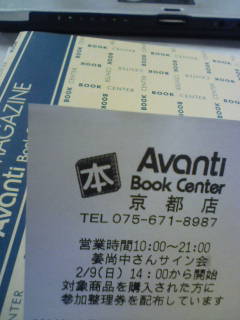 MAGAZINE
Avanti Book
BOOK CENTER
本
Avanti
Book Center
京都店
TEL 075-671-8987
営業時間10:00～21:00
姜尚中さんサイン会
2/9(日) 14:00から開始
対象商品を購入された方に
参加整理券を配布しています